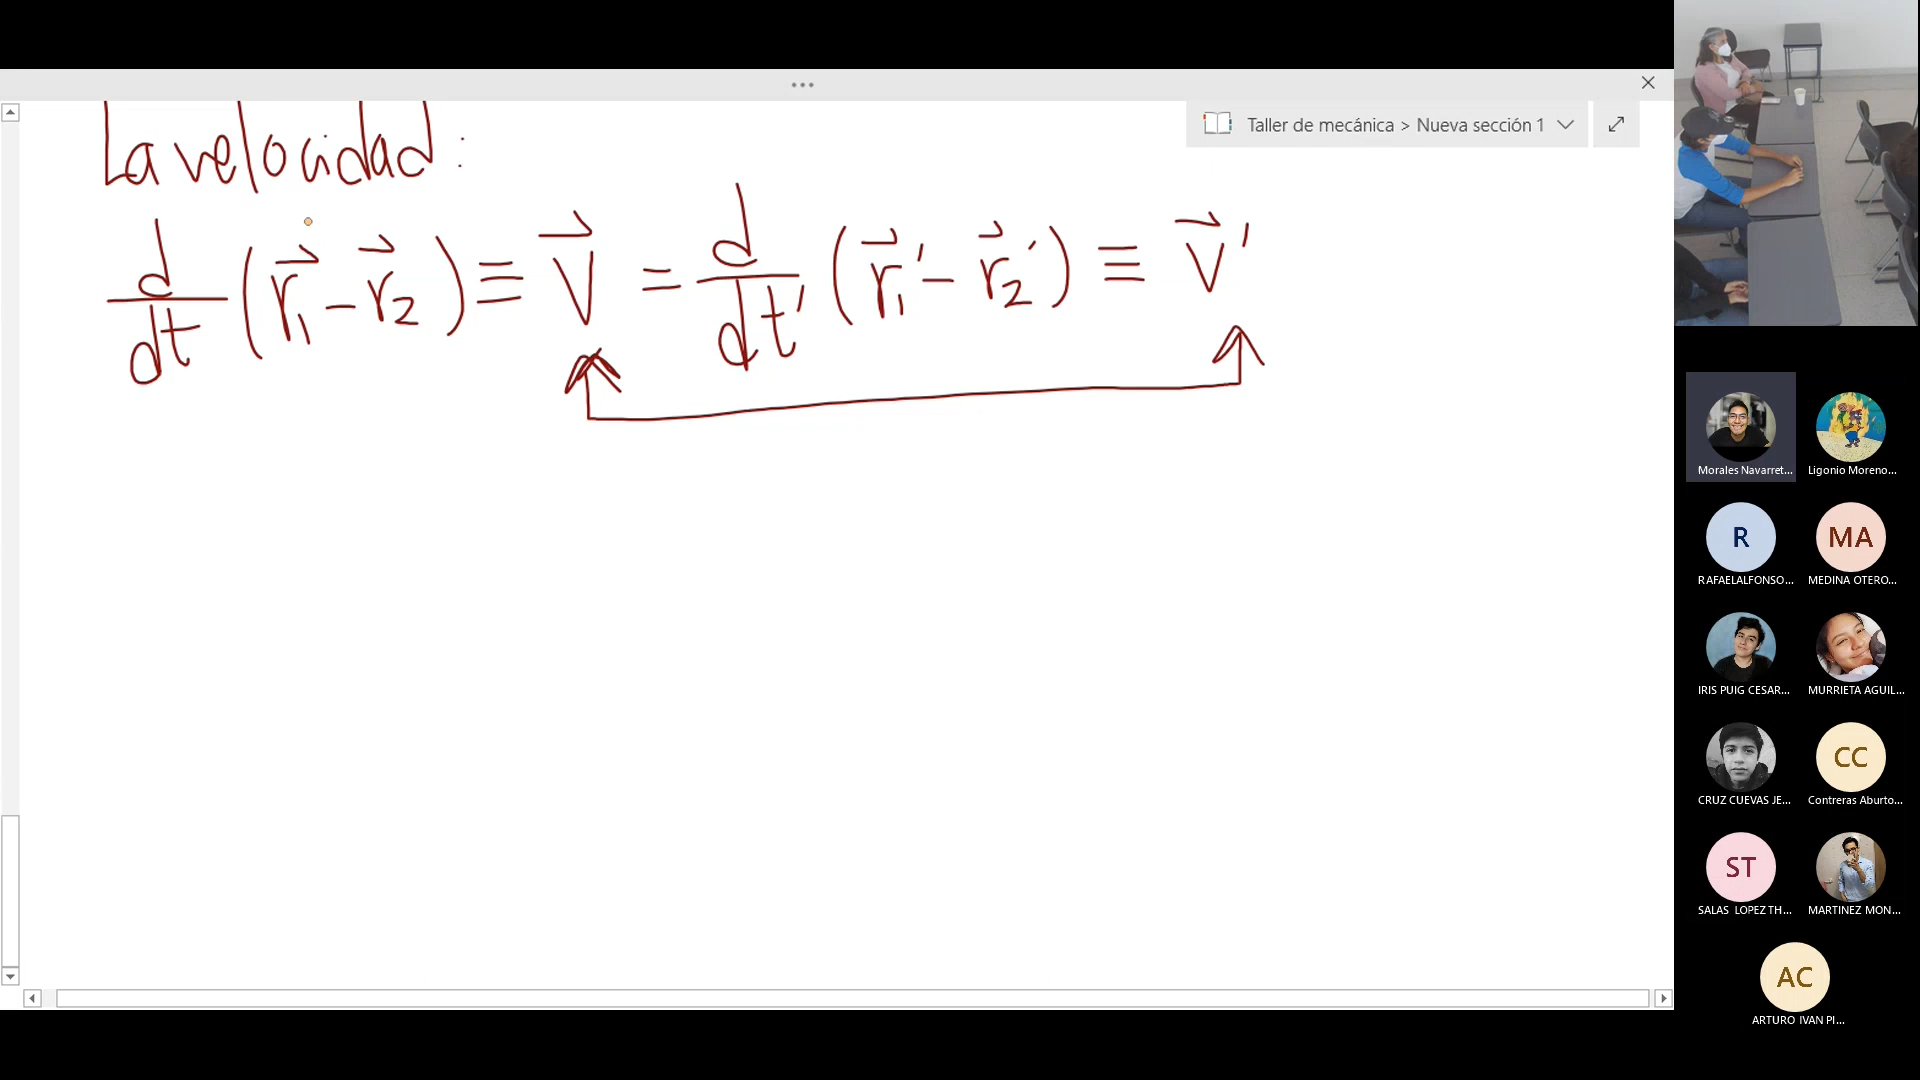 La velocidad:
Taller de mecánica > Nueva sección 1
d/dt (r⃗₁ - r⃗₂) ≡ V⃗ = d/dt' (r⃗₁' - r⃗₂') ≡ V⃗'
Morales Navarret...
Ligonio Moreno...
R
MA
RAFAELALFONSO...
MEDINA OTERO...
IRIS PUIG CESAR...
MURRIETA AGUIL...
CC
CRUZ CUEVAS JE...
Contreras Aburto...
ST
SALAS LOPEZ TH...
MARTINEZ MON...
AC
ARTURO IVAN PI...